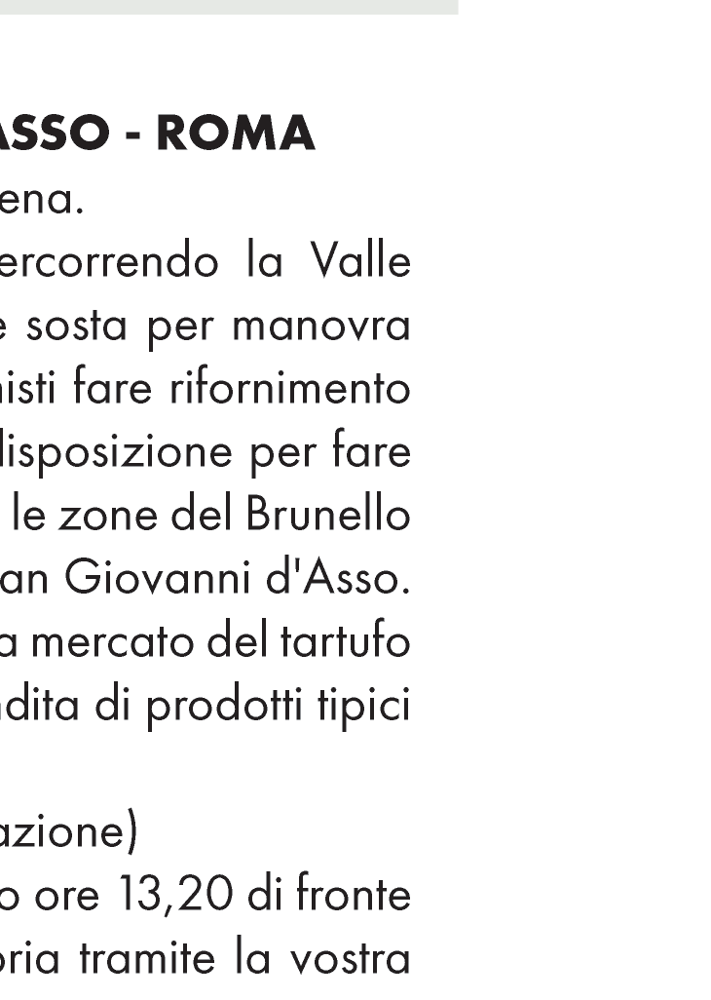 ASSO - ROMA
ena.
ercorrendo la Valle
e sosta per manovra
nisti fare rifornimento
disposizione per fare
le zone del Brunello
an Giovanni d'Asso.
a mercato del tartufo
ndita di prodotti tipici
azione)
o ore 13,20 di fronte
oria tramite la vostra